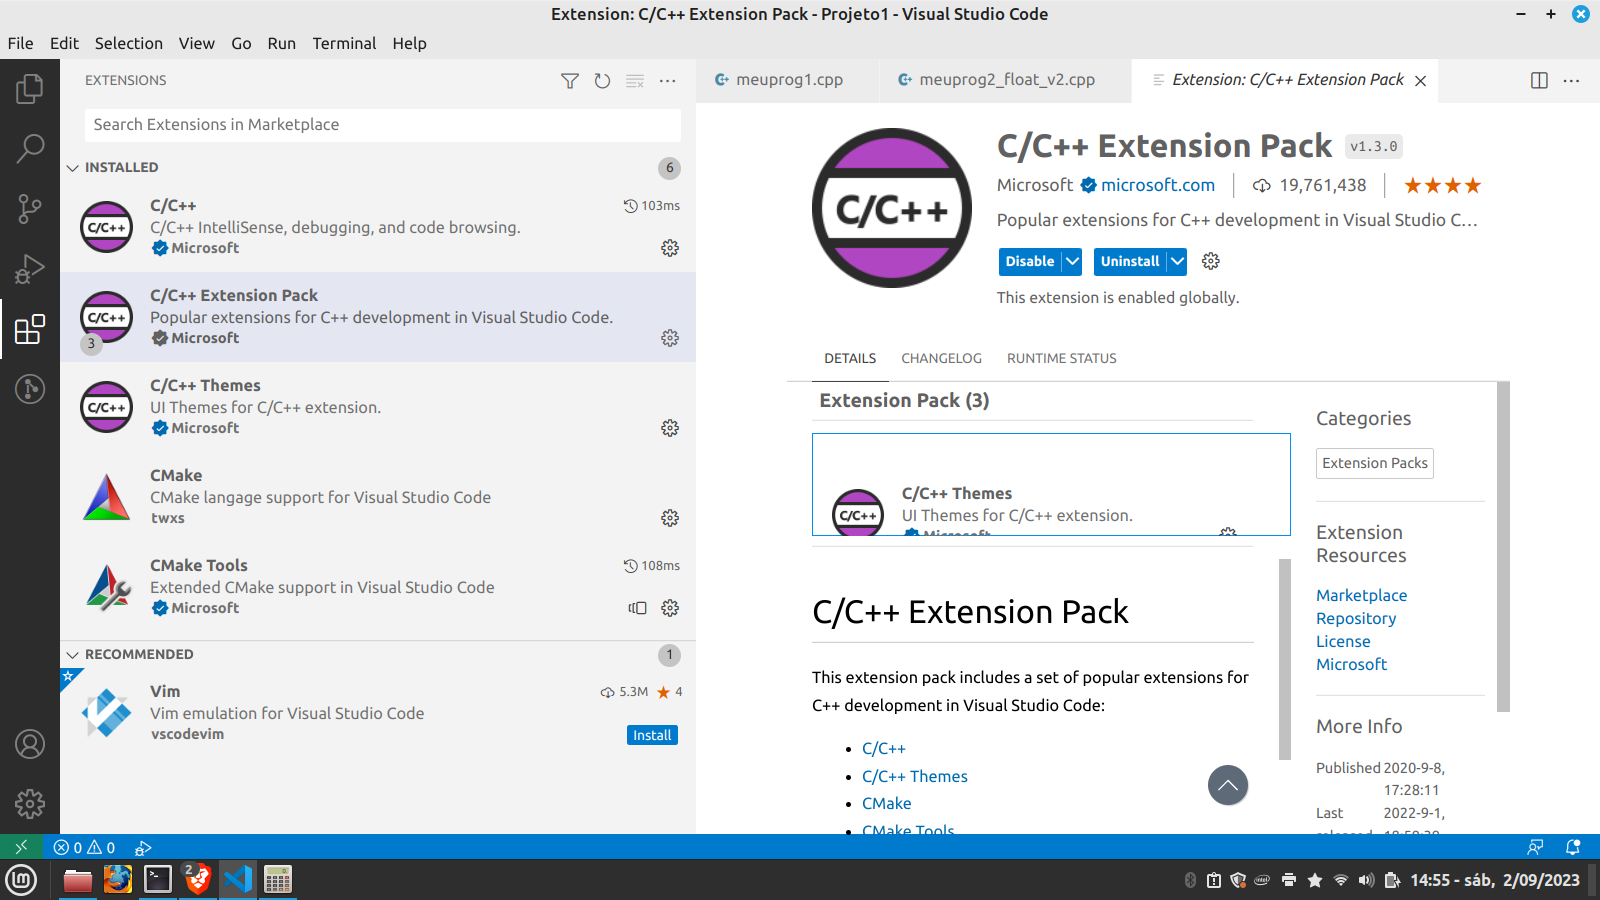 Extension: C/C++ Extension Pack - Projeto1 - Visual Studio Code
File Edit Selection View Go Run Terminal Help
EXTENSIONS
Search Extensions in Marketplace
INSTALLED 6
C/C++ 103ms
C/C++ IntelliSense, debugging, and code browsing.
Microsoft
C/C++
C/C++ Extension Pack
Popular extensions for C++ development in Visual Studio Code.
Microsoft
C/C++
3
C/C++ Themes
UI Themes for C/C++ extension.
Microsoft
C/C++
CMake
CMake langage support for Visual Studio Code
twxs
CMake Tools 108ms
Extended CMake support in Visual Studio Code
Microsoft
RECOMMENDED 1
Vim 5.3M 4
Vim emulation for Visual Studio Code
vscodevim Install
meuprog1.cpp meuprog2_float_v2.cpp Extension: C/C++ Extension Pack
C/C++
C/C++ Extension Pack v1.3.0
Microsoft microsoft.com 19,761,438
Popular extensions for C++ development in Visual Studio C...
Disable Uninstall
This extension is enabled globally.
DETAILS CHANGELOG RUNTIME STATUS
Extension Pack (3)
C/C++ Themes
UI Themes for C/C++ extension.
Microsoft
C/C++
C/C++ Extension Pack
This extension pack includes a set of popular extensions for
C++ development in Visual Studio Code:
• C/C++
• C/C++ Themes
• CMake
• CMake Tools
Categories
Extension Packs
Extension
Resources
Marketplace
Repository
License
Microsoft
More Info
Published 2020-9-8,
17:28:11
Last 2022-9-1,
released
0 0
2
lm
intel
14:55 - sáb, 2/09/2023